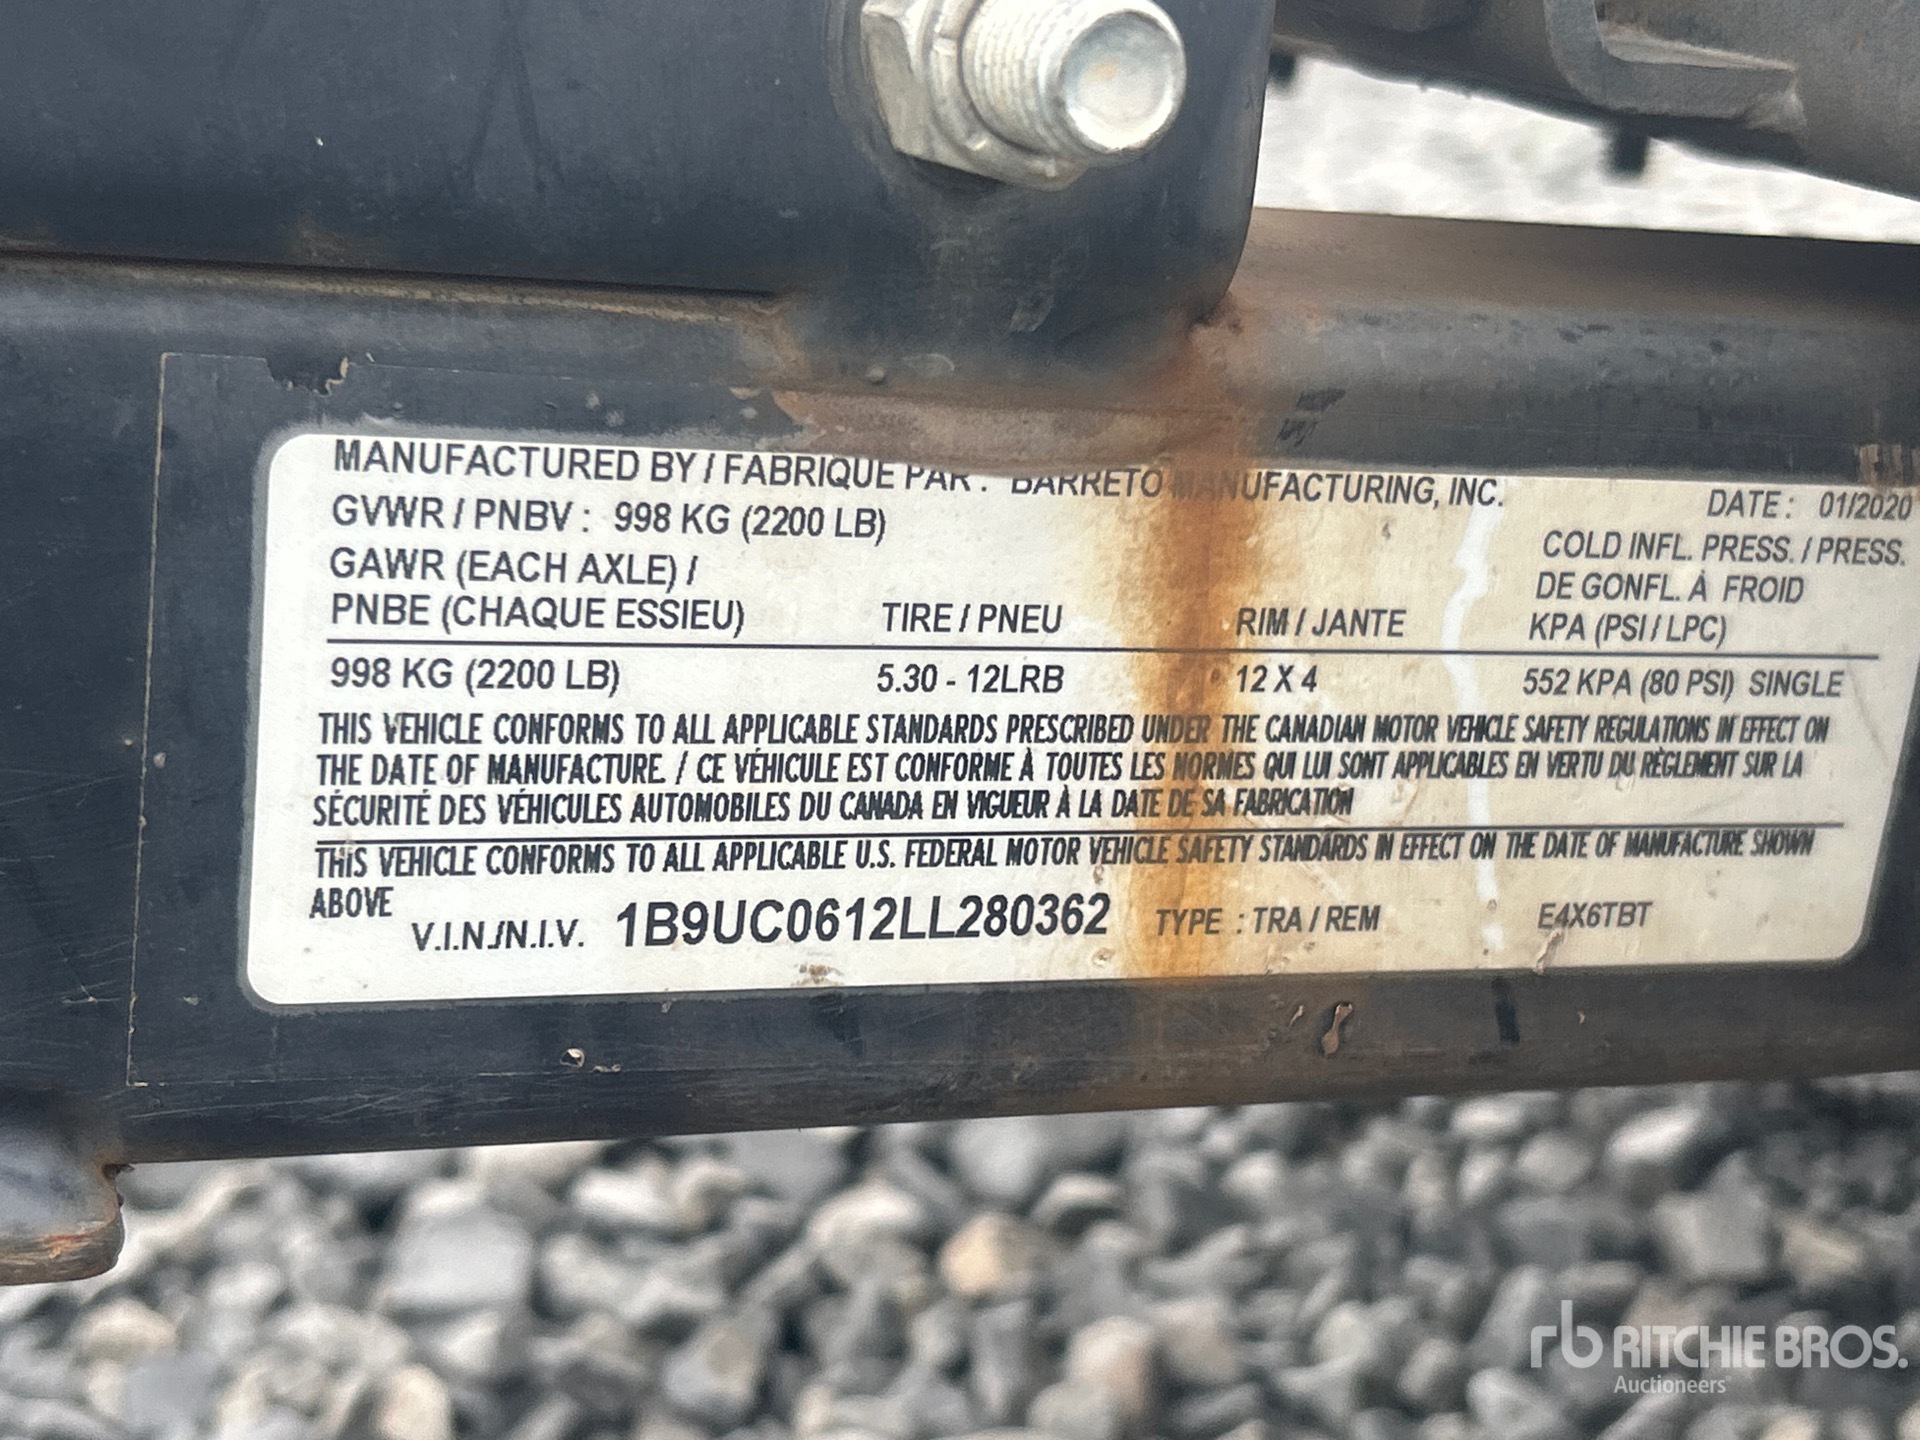 MANUFACTURED BY / FABRIQUE PAR : BARRETO MANUFACTURING, INC.
DATE : 01/2020
GVWR / PNBV : 998 KG (2200 LB)
GAWR (EACH AXLE) /
PNBE (CHAQUE ESSIEU)
TIRE / PNEU
RIM / JANTE
COLD INFL. PRESS. / PRESS.
DE GONFL. À FROID
KPA (PSI / LPC)
998 KG (2200 LB)
5.30 - 12LRB
12 X 4
552 KPA (80 PSI) SINGLE
THIS VEHICLE CONFORMS TO ALL APPLICABLE STANDARDS PRESCRIBED UNDER THE CANADIAN MOTOR VEHICLE SAFETY REGULATIONS IN EFFECT ON
THE DATE OF MANUFACTURE. / CE VÉHICULE EST CONFORME À TOUTES LES NORMES QUI LUI SONT APPLICABLES EN VERTU DU RÈGLEMENT SUR LA
SÉCURITÉ DES VÉHICULES AUTOMOBILES DU CANADA EN VIGUEUR À LA DATE DE SA FABRICATION
THIS VEHICLE CONFORMS TO ALL APPLICABLE U.S. FEDERAL MOTOR VEHICLE SAFETY STANDARDS IN EFFECT ON THE DATE OF MANUFACTURE SHOWN
ABOVE
V.I.N./N.I.V. 1B9UC0612LL280362 TYPE : TRA / REM E4X6TBT
rb RITCHIE BROS.
Auctioneers